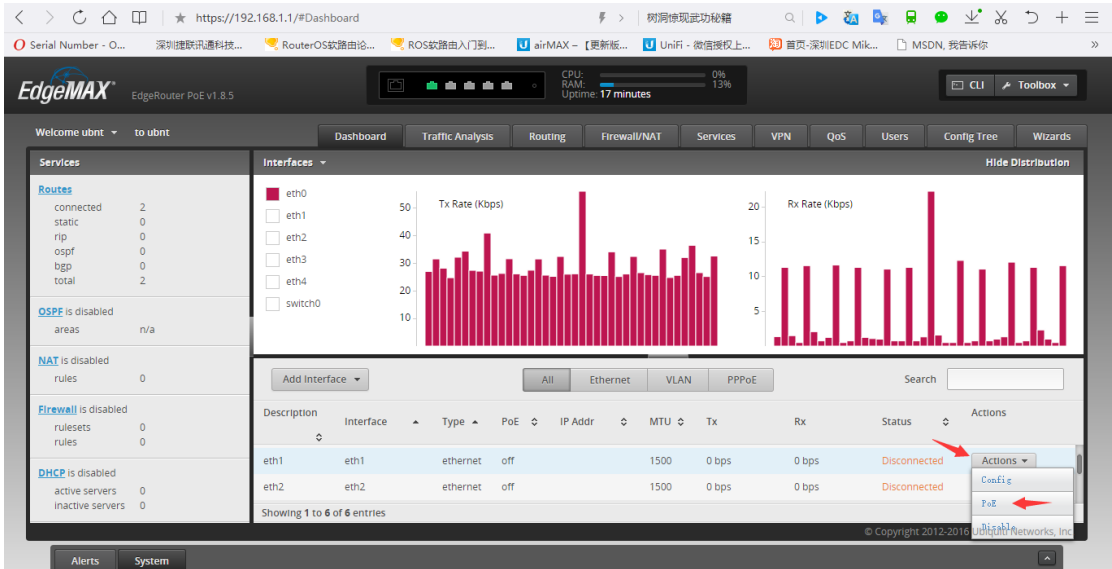 https://192.168.1.1/#Dashboard 树洞惊现武功秘籍
Serial Number - O... 深圳捷联讯通科技... RouterOS软路由论... ROS软路由入门到... airMAX – 【更新版... UniFi - 微信授权上... 首页-深圳EDC Mik... MSDN, 我告诉你
EdgeMAX EdgeRouter PoE v1.8.5
CPU: 0%
RAM: 13%
Uptime: 17 minutes
CLI Toolbox
Welcome ubnt to ubnt
Dashboard Traffic Analysis Routing Firewall/NAT Services VPN QoS Users Config Tree Wizards
Services
Routes
connected 2
static 0
rip 0
ospf 0
bgp 0
total 2
OSPF is disabled
areas n/a
NAT is disabled
rules 0
Firewall is disabled
rulesets 0
rules 0
DHCP is disabled
active servers 0
inactive servers 0
Interfaces Hide Distribution
eth0
eth1
eth2
eth3
eth4
switch0
Tx Rate (Kbps)
50
40
30
20
10
Rx Rate (Kbps)
20
15
10
5
Add Interface All Ethernet VLAN PPPoE Search
Description Interface Type PoE IP Addr MTU Tx Rx Status Actions
eth1 eth1 ethernet off 1500 0 bps 0 bps Disconnected Actions
eth2 eth2 ethernet off 1500 0 bps 0 bps Disconnected
Config
PoE
Disable
Showing 1 to 6 of 6 entries
© Copyright 2012-2016 Ubiquiti Networks, Inc
Alerts System